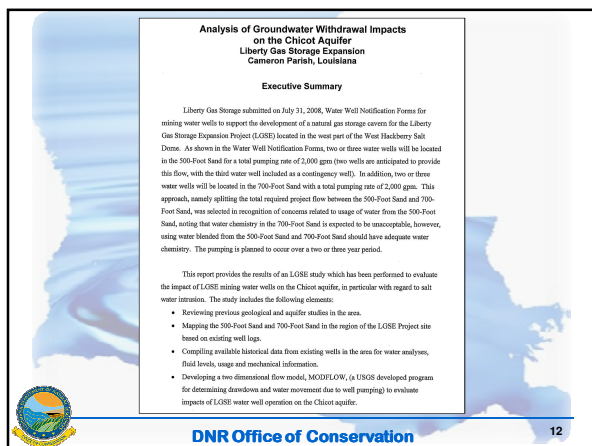 Analysis of Groundwater Withdrawal Impacts
on the Chicot Aquifer
Liberty Gas Storage Expansion
Cameron Parish, Louisiana
Executive Summary
Liberty Gas Storage submitted on July 31, 2008, Water Well Notification Forms for
mining water wells to support the development of a natural gas storage cavern for the Liberty
Gas Storage Expansion Project (LGSE) located in the west part of the West Hackberry Salt
Dome. As shown in the Water Well Notification Forms, two or three water wells will be located
in the 500-Foot Sand for a total pumping rate of 2,000 gpm (two wells are anticipated to provide
this flow, with the third water well included as a contingency well). In addition, two or three
water wells will be located in the 700-Foot Sand with a total pumping rate of 2,000 gpm. This
approach, namely splitting the total required project flow between the 500-Foot Sand and 700-
Foot Sand, was selected in recognition of concerns related to usage of water from the 500-Foot
Sand, noting that water chemistry in the 700-Foot Sand is expected to be unacceptable, however,
using water blended from the 500-Foot Sand and 700-Foot Sand should have adequate water
chemistry. The pumping is planned to occur over a two or three year period.
This report provides the results of an LGSE study which has been performed to evaluate
the impact of LGSE mining water wells on the Chicot aquifer, in particular with regard to salt
water intrusion. The study includes the following elements:
• Reviewing previous geological and aquifer studies in the area.
• Mapping the 500-Foot Sand and 700-Foot Sand in the region of the LGSE Project site
based on existing well logs.
• Compiling available historical data from existing wells in the area for water analyses,
fluid levels, usage and mechanical information.
• Developing a two dimensional flow model, MODFLOW, (a USGS developed program
for determining drawdown and water movement due to well pumping) to evaluate
impacts of LGSE water well operation on the Chicot aquifer.
DNR Office of Conservation
12